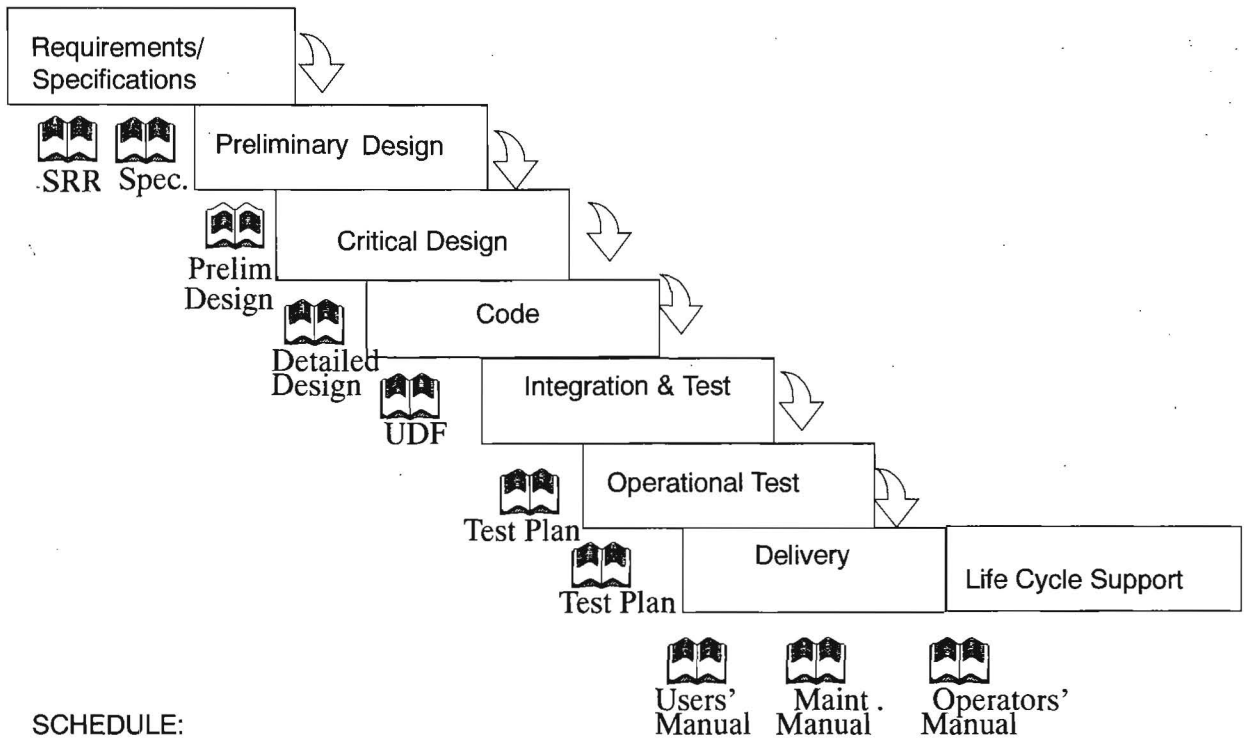 Requirements/
Specifications
SRR Spec.
Preliminary Design
Prelim.
Design
Critical Design
Detailed
Design
Code
UDF
Integration & Test
Test Plan
Operational Test
Test Plan
Delivery
Life Cycle Support
Users'
Manual
Maint.
Manual
Operators'
Manual
SCHEDULE: